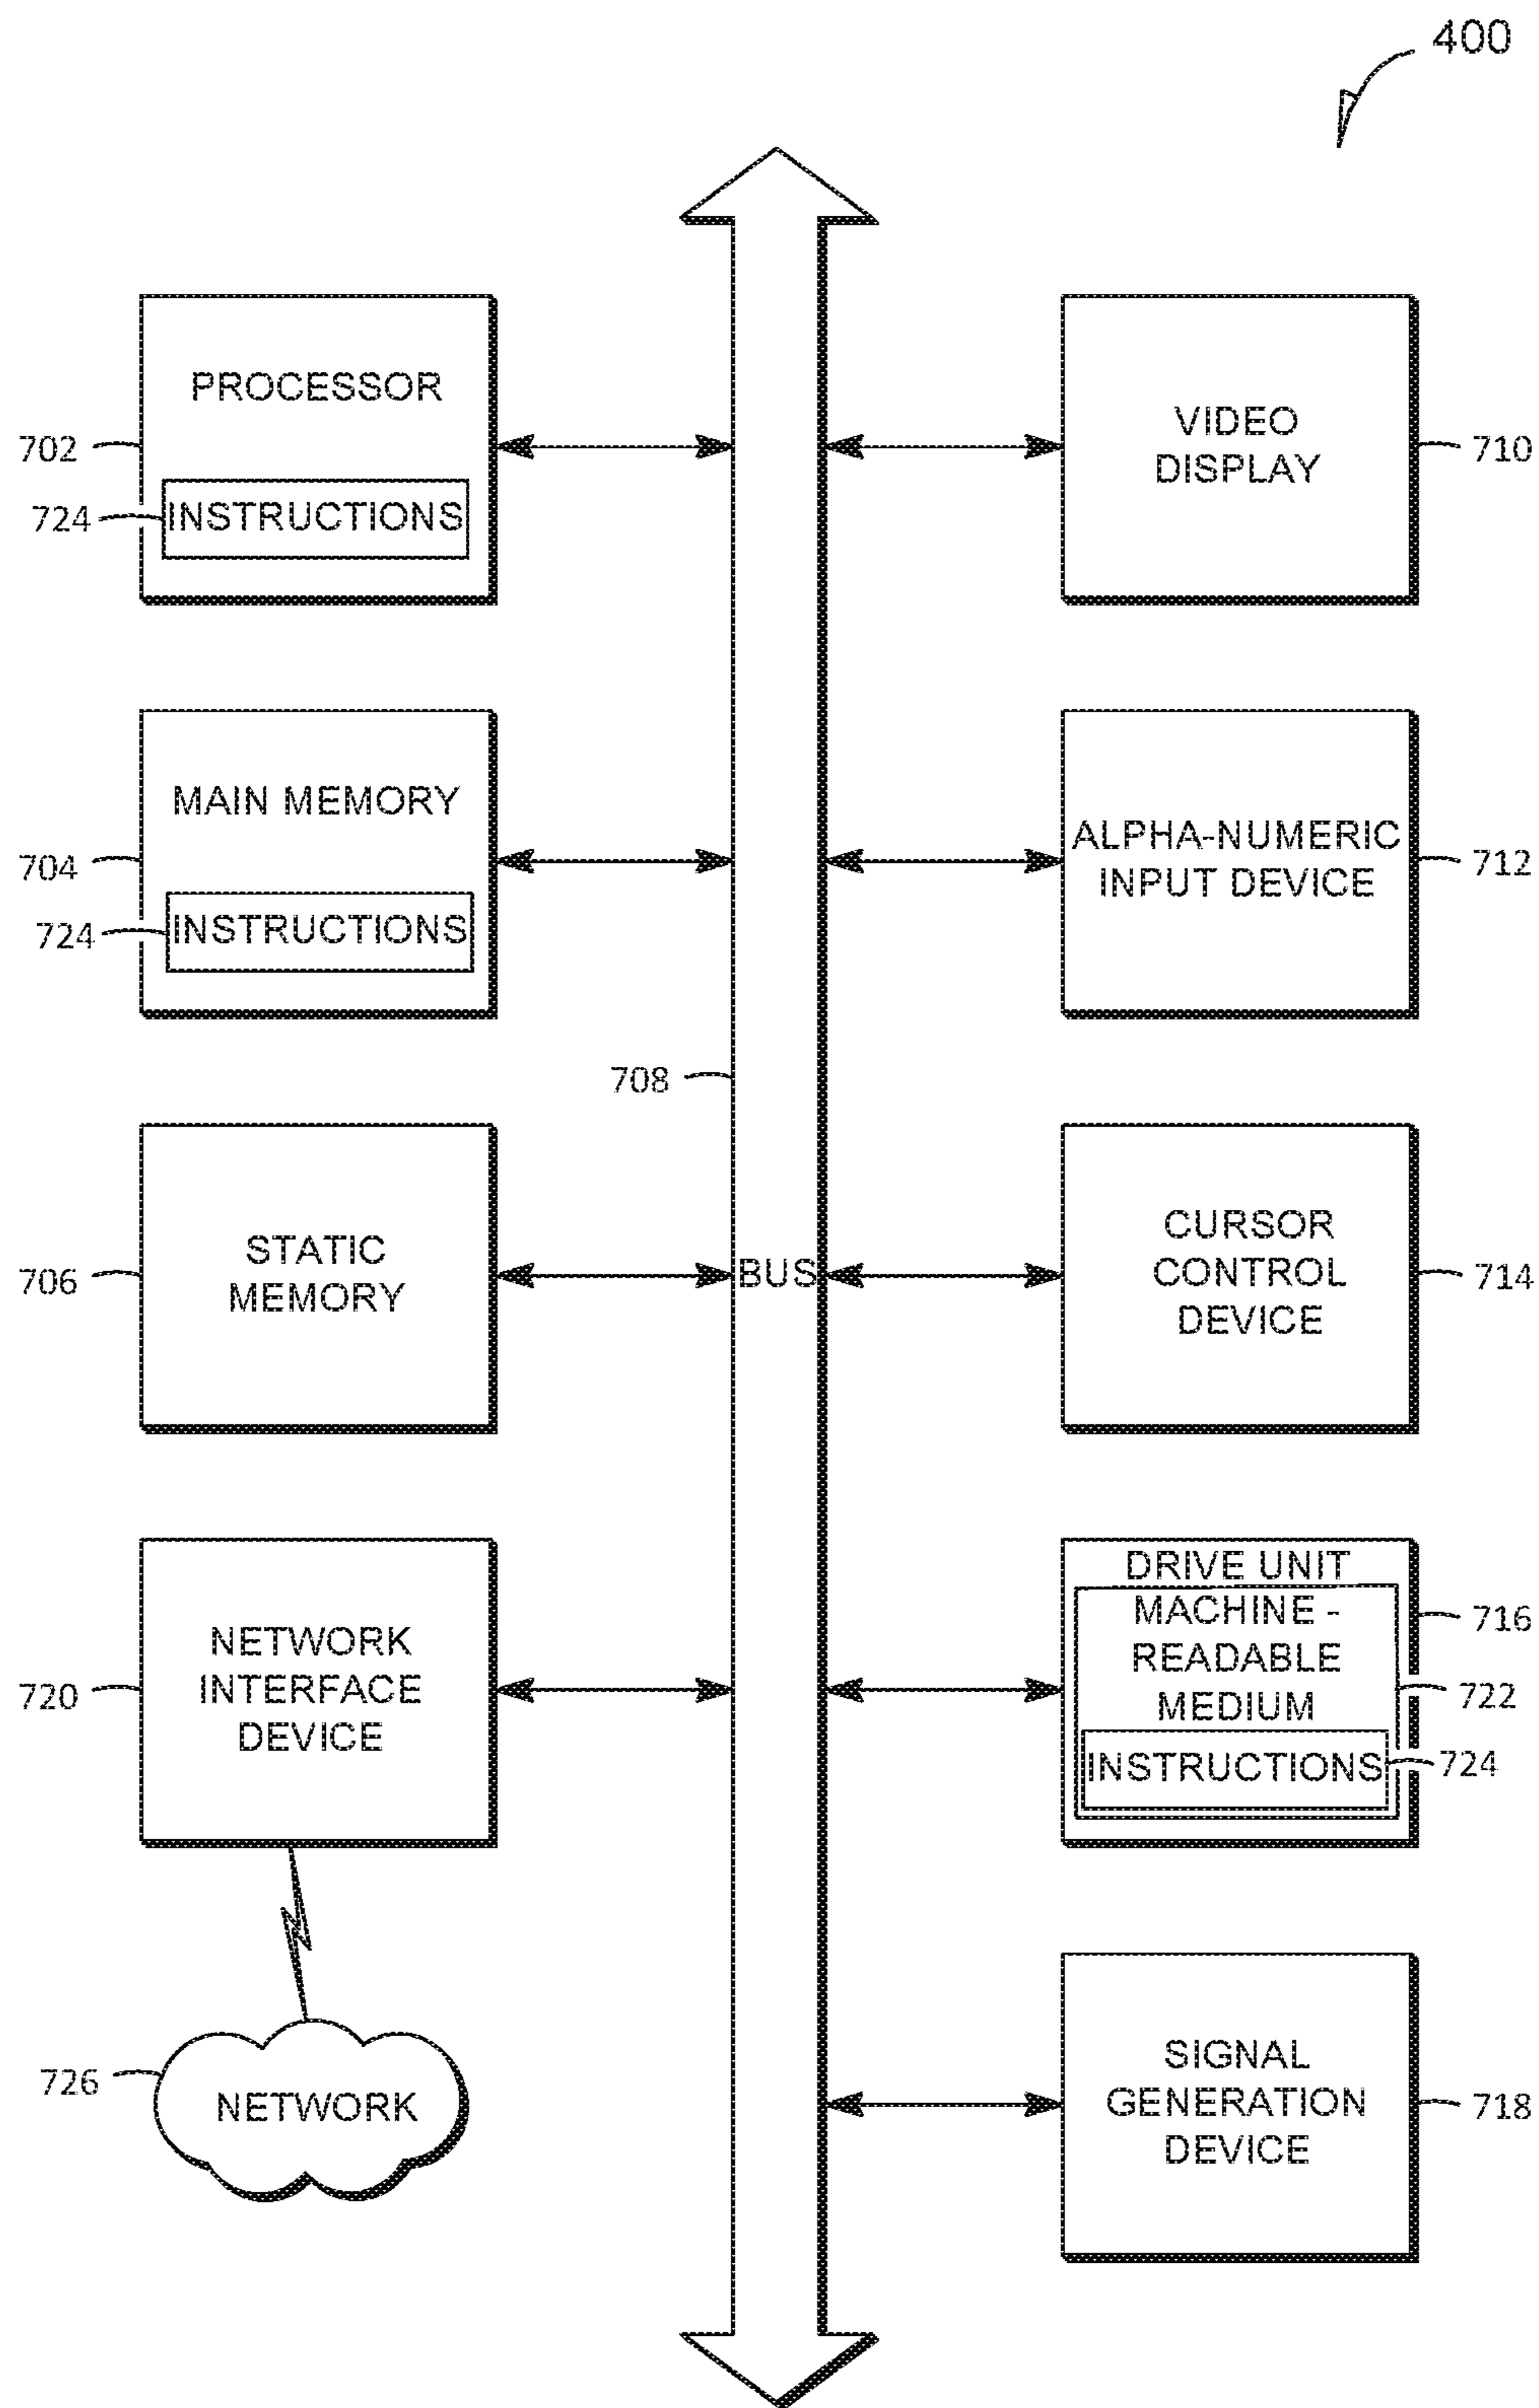 400
PROCESSOR
702
724
INSTRUCTIONS
VIDEO
DISPLAY
710
MAIN MEMORY
704
724
INSTRUCTIONS
ALPHA-NUMERIC
INPUT DEVICE
712
708
STATIC
MEMORY
706
BUS
CURSOR
CONTROL
DEVICE
714
NETWORK
INTERFACE
DEVICE
720
DRIVE UNIT
MACHINE -
READABLE
MEDIUM
716
722
INSTRUCTIONS
724
726
NETWORK
SIGNAL
GENERATION
DEVICE
718